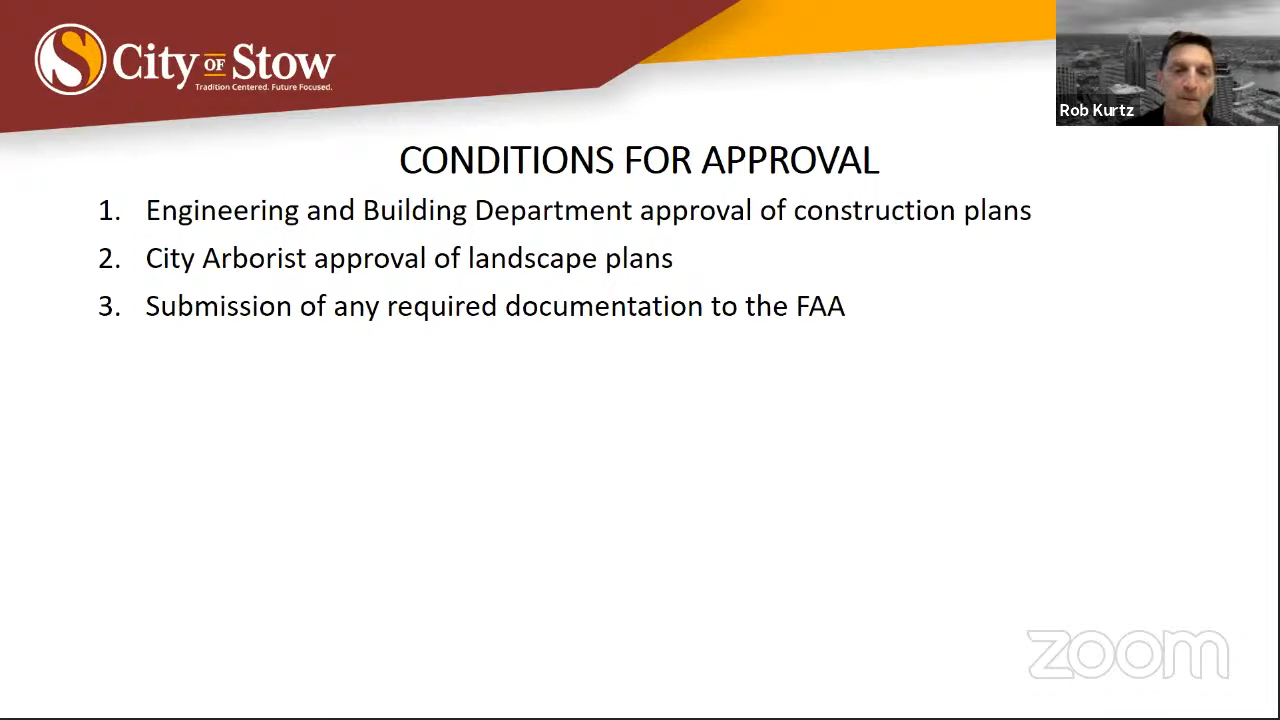 City OF Stow
Tradition Centered. Future Focused.
Rob Kurtz
CONDITIONS FOR APPROVAL
1. Engineering and Building Department approval of construction plans
2. City Arborist approval of landscape plans
3. Submission of any required documentation to the FAA
zoom